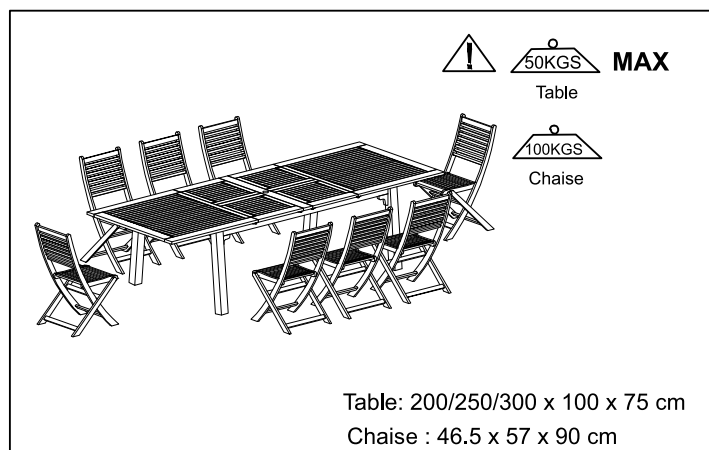 50KGS MAX
Table
100KGS
Chaise
Table: 200/250/300 x 100 x 75 cm
Chaise : 46.5 x 57 x 90 cm